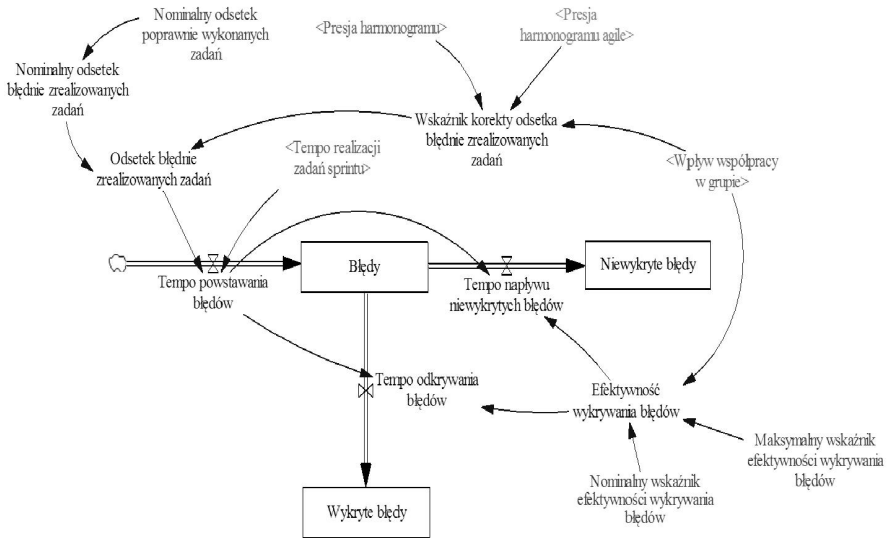 Nominalny odsetek
poprawnie wykonanych
zadań
<Presja harmonogramu>
<Presja
harmonogramu agile>
Nominalny odsetek
błędnie zrealizowanych
zadań
Wskaźnik korekty odsetka
błędnie zrealizowanych
zadań
Odsetek błędnie
zrealizowanych zadań
<Tempo realizacji
zadań sprintu>
<Wpływ współpracy
w grupie>
Błędy
Niewykryte błędy
Tempo powstawania
błędów
Tempo napływu
niewykrytych błędów
Tempo odkrywania
błędów
Efektywność
wykrywania błędów
Maksymalny wskaźnik
efektywności wykrywania
błędów
Nominalny wskaźnik
efektywności wykrywania
błędów
Wykryte błędy